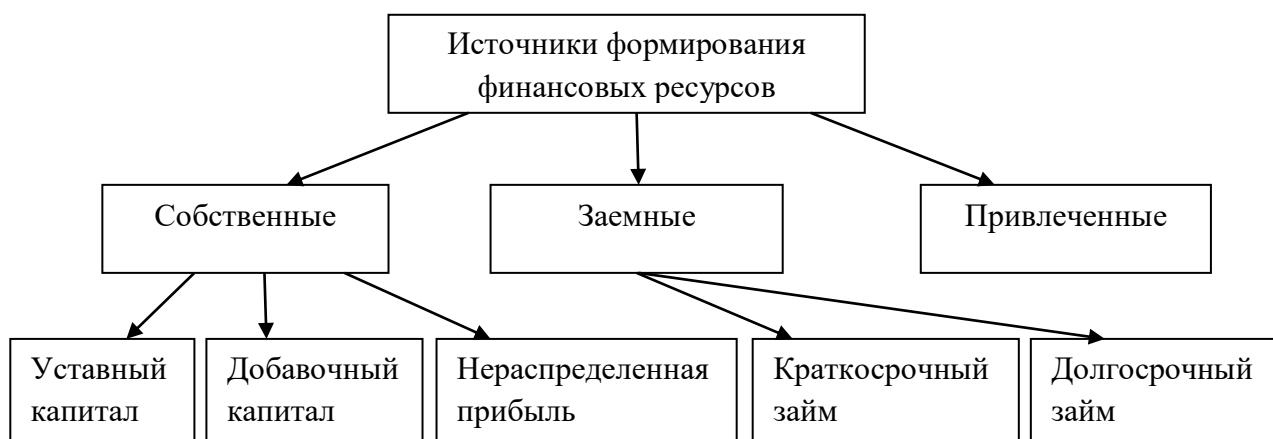 Источники формирования
финансовых ресурсов
Собственные
Заемные
Привлеченные
Уставный
капитал
Добавочный
капитал
Нераспределенная
прибыль
Краткосрочный
займ
Долгосрочный
займ